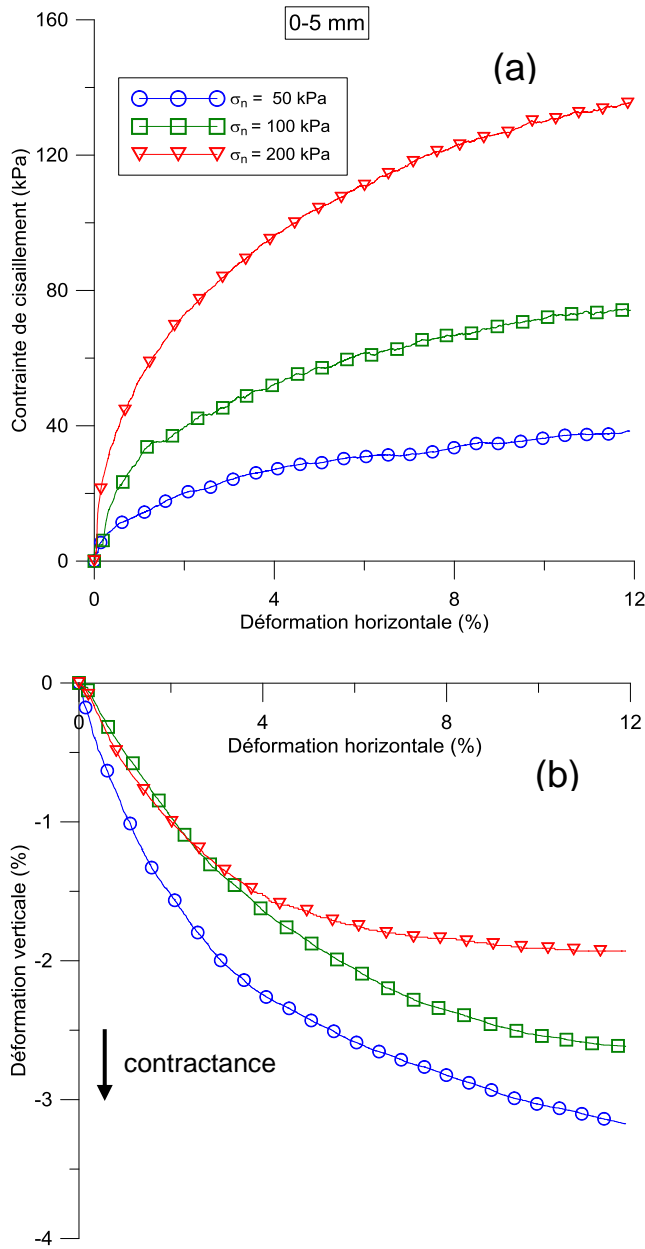 0-5 mm
160
(a)
σn = 50 kPa
σn = 100 kPa
σn = 200 kPa
120
80
40
0
Contrainte de cisaillement (kPa)
0
4
8
12
Déformation horizontale (%)
0
0
4
8
12
Déformation horizontale (%)
(b)
-1
-2
-3
-4
Déformation verticale (%)
contractance